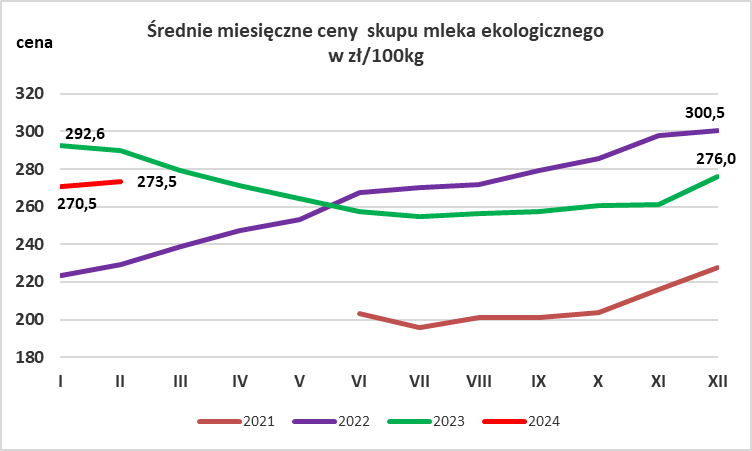 Średnie miesięczne ceny  skupu mleka ekologicznego
w zł/100kg
cena
320
300
280
260
240
220
200
180
292,6
270,5
273,5
300,5
276,0
I II III IV V VI VII VIII IX X XI XII
2021 2022 2023 2024